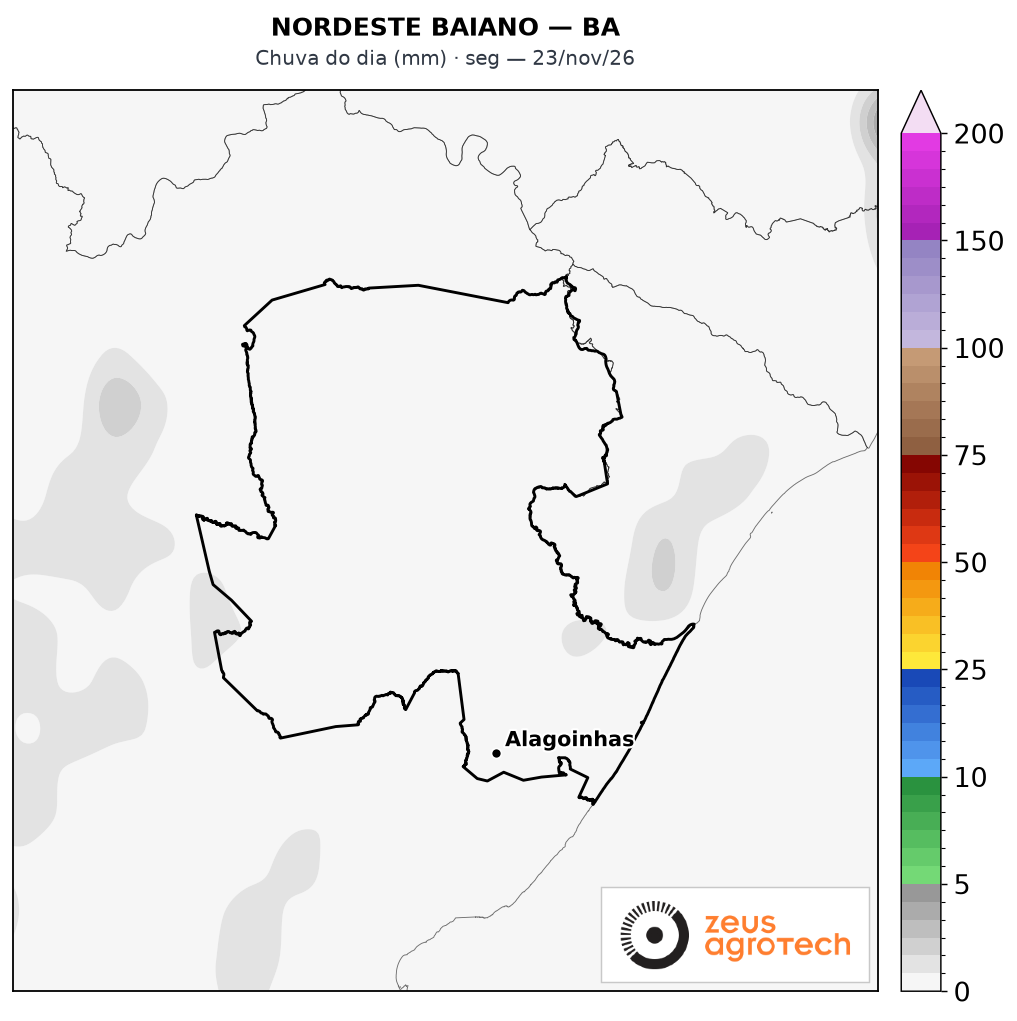 NORDESTE BAIANO — BA
Chuva do dia (mm) · seg — 23/nov/26
200
150
100
75
50
25
10
5
0
Alagoinhas
zeus
agrotech